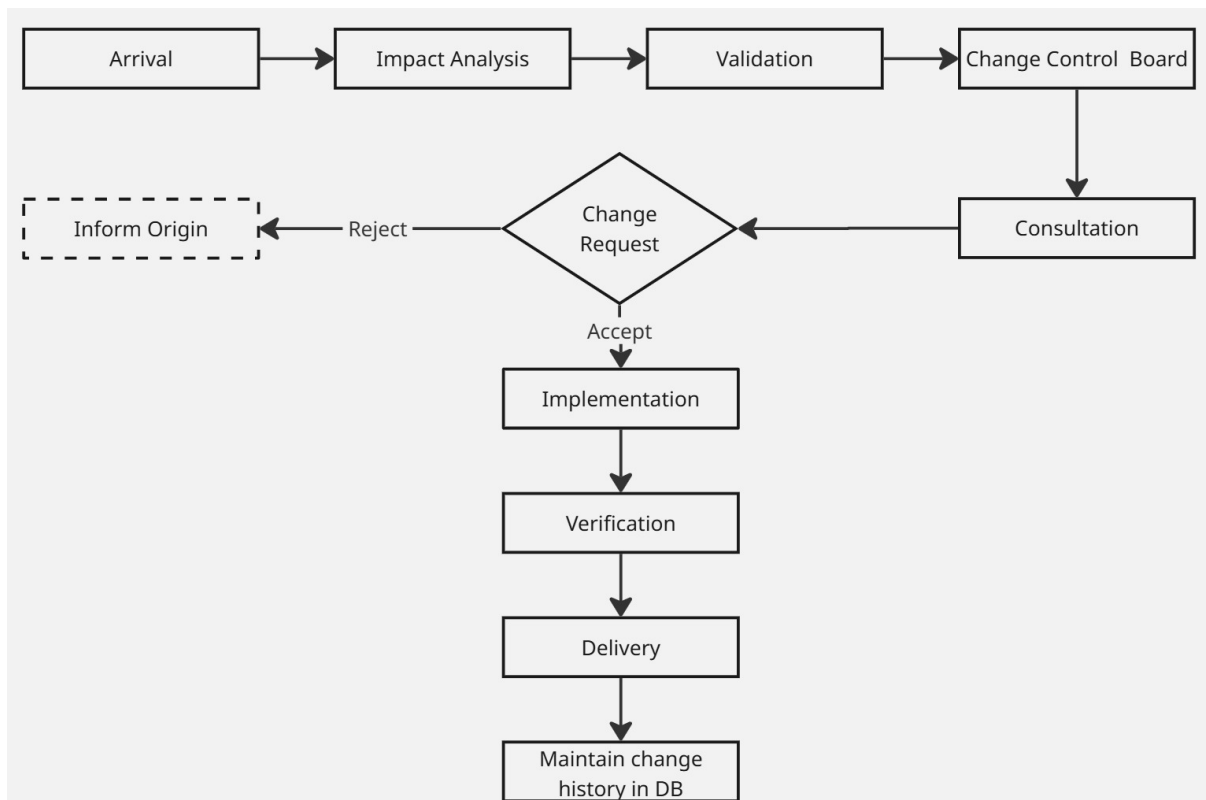 Arrival
Impact Analysis
Validation
Change Control Board
Inform Origin
Reject
Change
Request
Consultation
Accept
Implementation
Verification
Delivery
Maintain change
history in DB